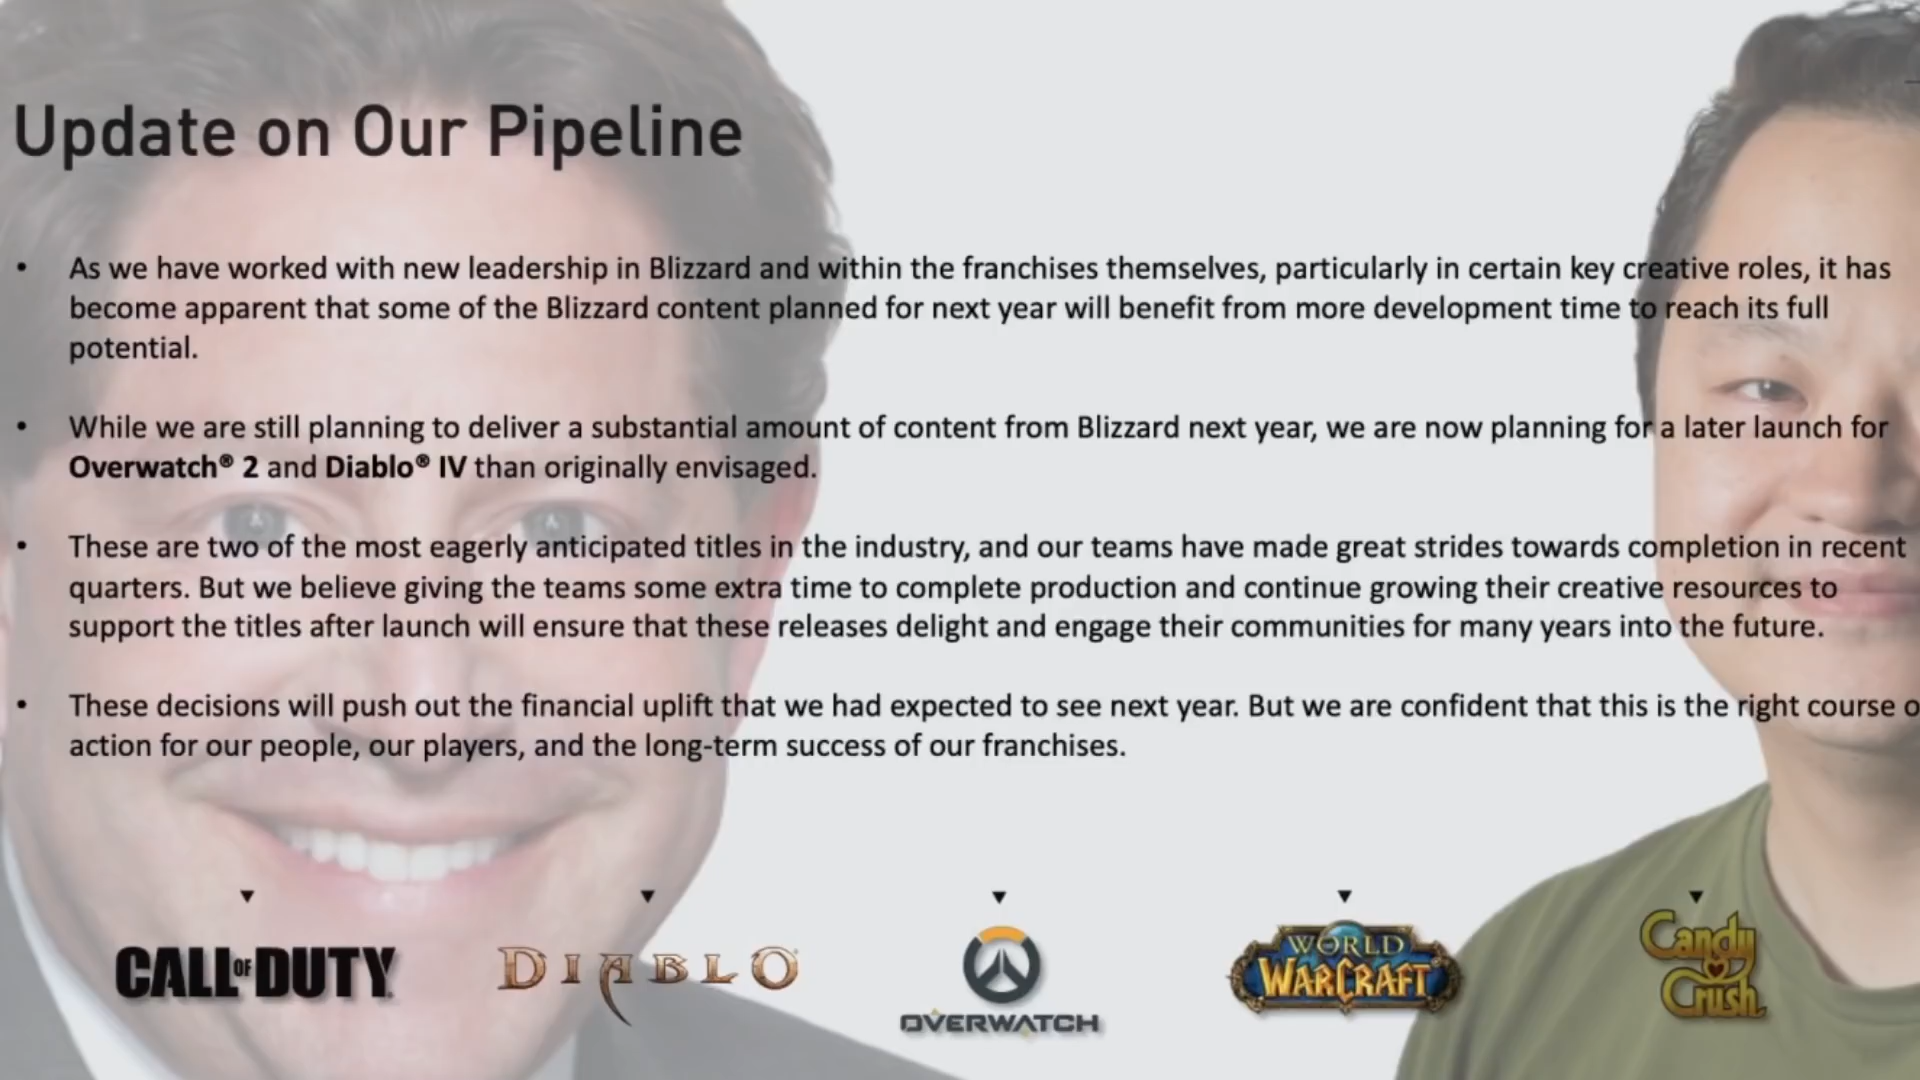 Update on Our Pipeline
• As we have worked with new leadership in Blizzard and within the franchises themselves, particularly in certain key creative roles, it has
become apparent that some of the Blizzard content planned for next year will benefit from more development time to reach its full
potential.
• While we are still planning to deliver a substantial amount of content from Blizzard next year, we are now planning for a later launch for
Overwatch® 2 and Diablo® IV than originally envisaged.
• These are two of the most eagerly anticipated titles in the industry, and our teams have made great strides towards completion in recent
quarters. But we believe giving the teams some extra time to complete production and continue growing their creative resources to
support the titles after launch will ensure that these releases delight and engage their communities for many years into the future.
• These decisions will push out the financial uplift that we had expected to see next year. But we are confident that this is the right course o
action for our people, our players, and the long-term success of our franchises.
CALL OF DUTY
DIABLO
OVERWATCH
WORLD
WARCRAFT
Candy
Crush